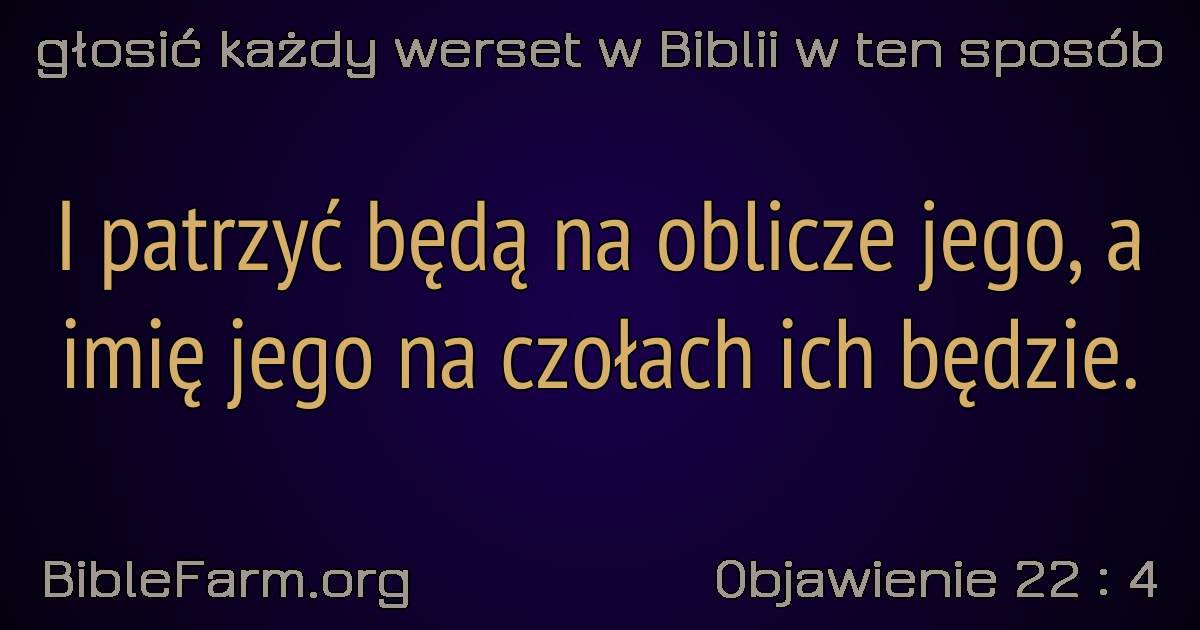 głosić każdy werset w Biblii w ten sposób
I patrzyć będą na oblicze jego, a
imię jego na czołach ich będzie.
BibleFarm.org
Objawienie 22 : 4